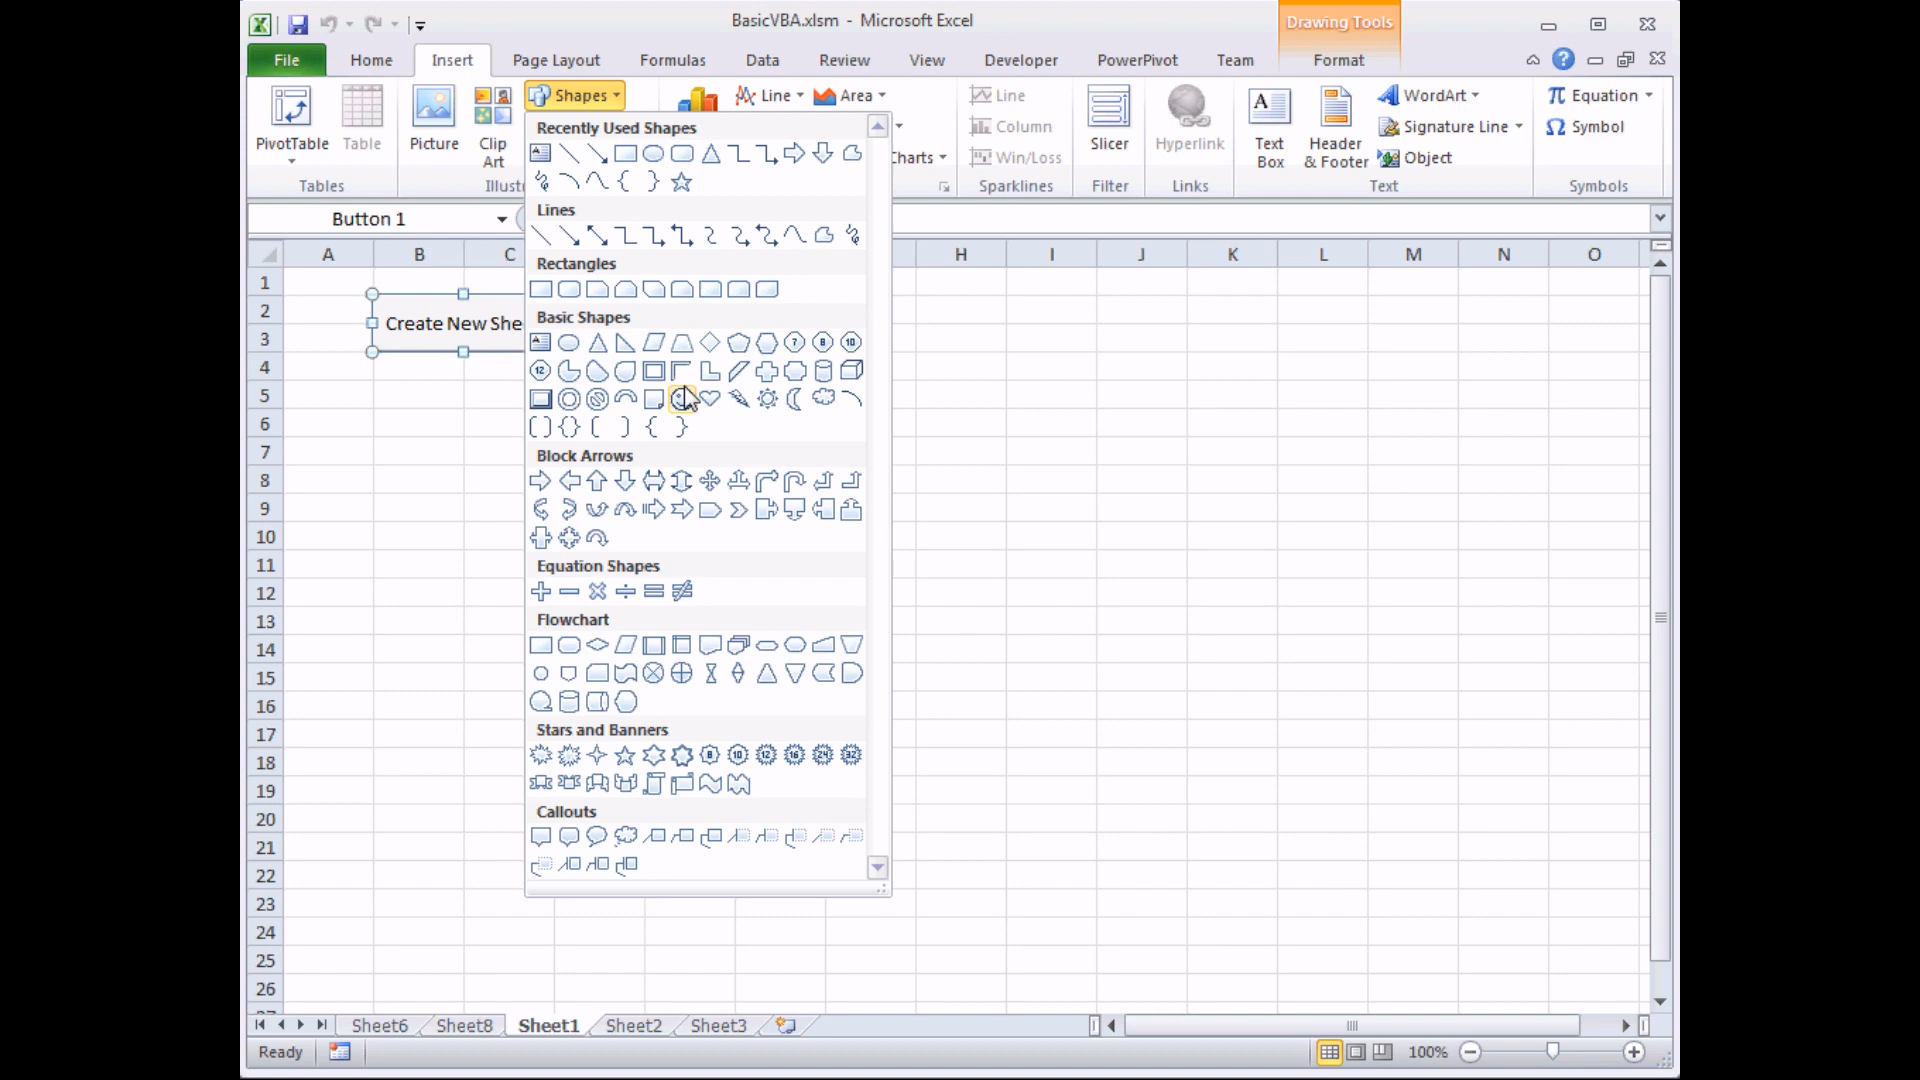 BasicVBA.xlsm - Microsoft Excel
Drawing Tools
File Home Insert Page Layout Formulas Data Review View Developer PowerPivot Team Format
PivotTable
Table
Picture
Clip
Art
Shapes
Line
Area
Charts
Line
Column
Win/Loss
Slicer
Hyperlink
Text
Box
Header
& Footer
WordArt
Signature Line
Object
Equation
Symbol
Tables
Sparklines
Filter
Links
Text
Symbols
Button 1
Recently Used Shapes
Lines
Rectangles
Basic Shapes
Block Arrows
Equation Shapes
Flowchart
Stars and Banners
Callouts
A B C H I J K L M N O
1
2
3
4
5
6
7
8
9
10
11
12
13
14
15
16
17
18
19
20
21
22
23
24
25
26
Create New
Sheet6 Sheet8 Sheet1 Sheet2 Sheet3
Ready
100%